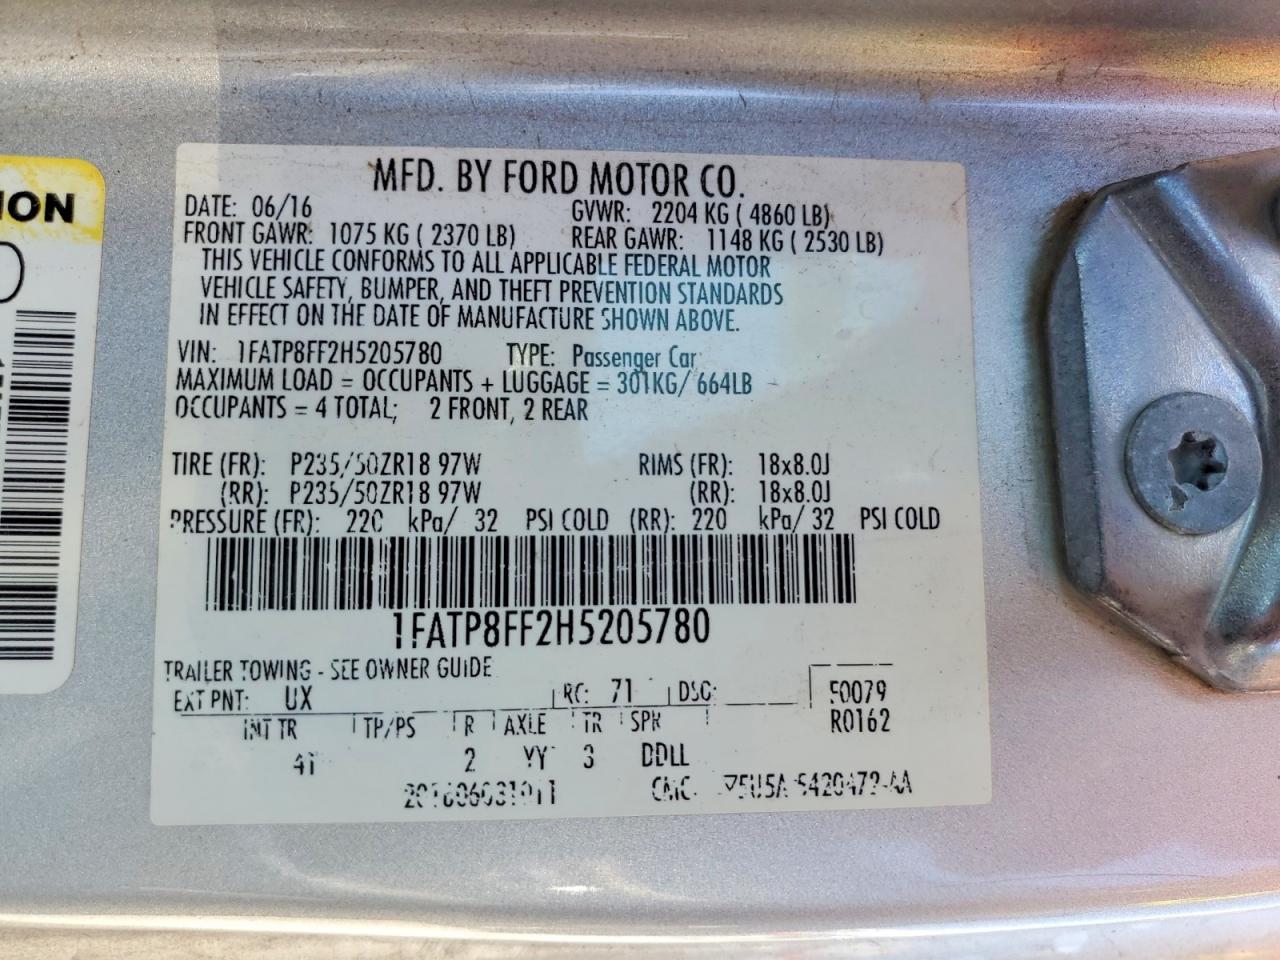 MFD. BY FORD MOTOR CO.
DATE: 06/16 GVWR: 2204 KG ( 4860 LB)
FRONT GAWR: 1075 KG ( 2370 LB) REAR GAWR: 1148 KG ( 2530 LB)
THIS VEHICLE CONFORMS TO ALL APPLICABLE FEDERAL MOTOR
VEHICLE SAFETY, BUMPER, AND THEFT PREVENTION STANDARDS
IN EFFECT ON THE DATE OF MANUFACTURE SHOWN ABOVE.
VIN: 1FATP8FF2H5205780 TYPE: Passenger Car
MAXIMUM LOAD = OCCUPANTS + LUGGAGE = 301KG/ 664LB
OCCUPANTS = 4 TOTAL; 2 FRONT, 2 REAR
TIRE (FR): P235/50ZR18 97W RIMS (FR): 18x8.0J
(RR): P235/50ZR18 97W (RR): 18x8.0J
PRESSURE (FR): 220 kPa/ 32 PSI COLD (RR): 220 kPa/ 32 PSI COLD
1FATP8FF2H5205780
TRAILER TOWING - SEE OWNER GUIDE
EXT PNT: UX RC: 71 DSO: F0079
INT TR TP/PS R AXLE TR SPR R0162
4T 2 YY 3 DDLL